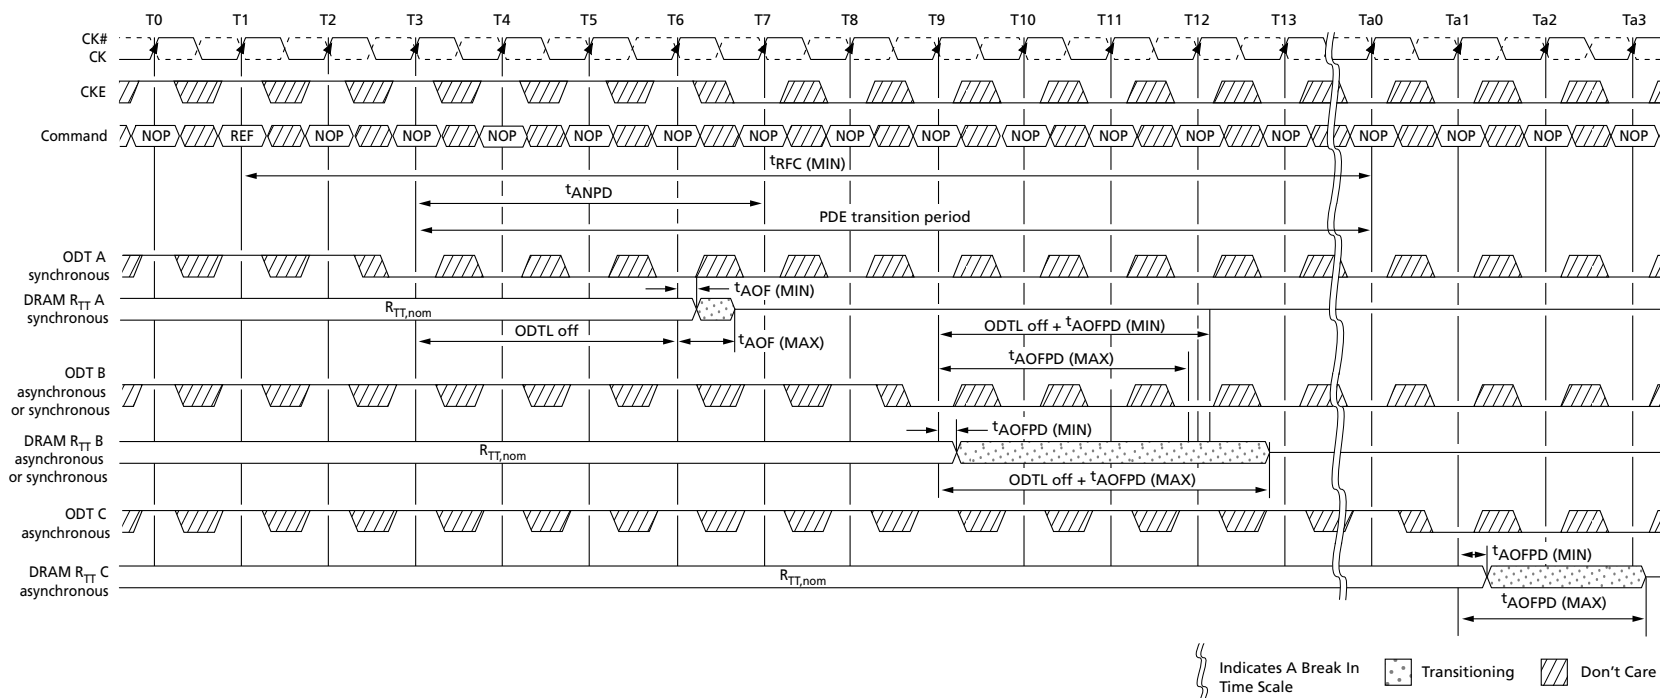 T0 T1 T2 T3 T4 T5 T6 T7 T8 T9 T10 T11 T12 T13 Ta0 Ta1 Ta2 Ta3
CK#
CK
CKE
Command NOP REF NOP NOP NOP NOP NOP NOP NOP NOP NOP NOP NOP NOP NOP NOP NOP NOP
tRFC (MIN)
tANPD
PDE transition period
ODT A
synchronous
tAOF (MIN)
DRAM RTT A
synchronous
RTT,nom
ODTL off
tAOF (MAX)
ODTL off + tAOFPD (MIN)
tAOFPD (MAX)
ODT B
asynchronous
or synchronous
tAOFPD (MIN)
DRAM RTT B
asynchronous
or synchronous
RTT,nom
ODTL off + tAOFPD (MAX)
ODT C
asynchronous
tAOFPD (MIN)
DRAM RTT C
asynchronous
RTT,nom
tAOFPD (MAX)
Indicates A Break In
Time Scale
Transitioning
Don't Care